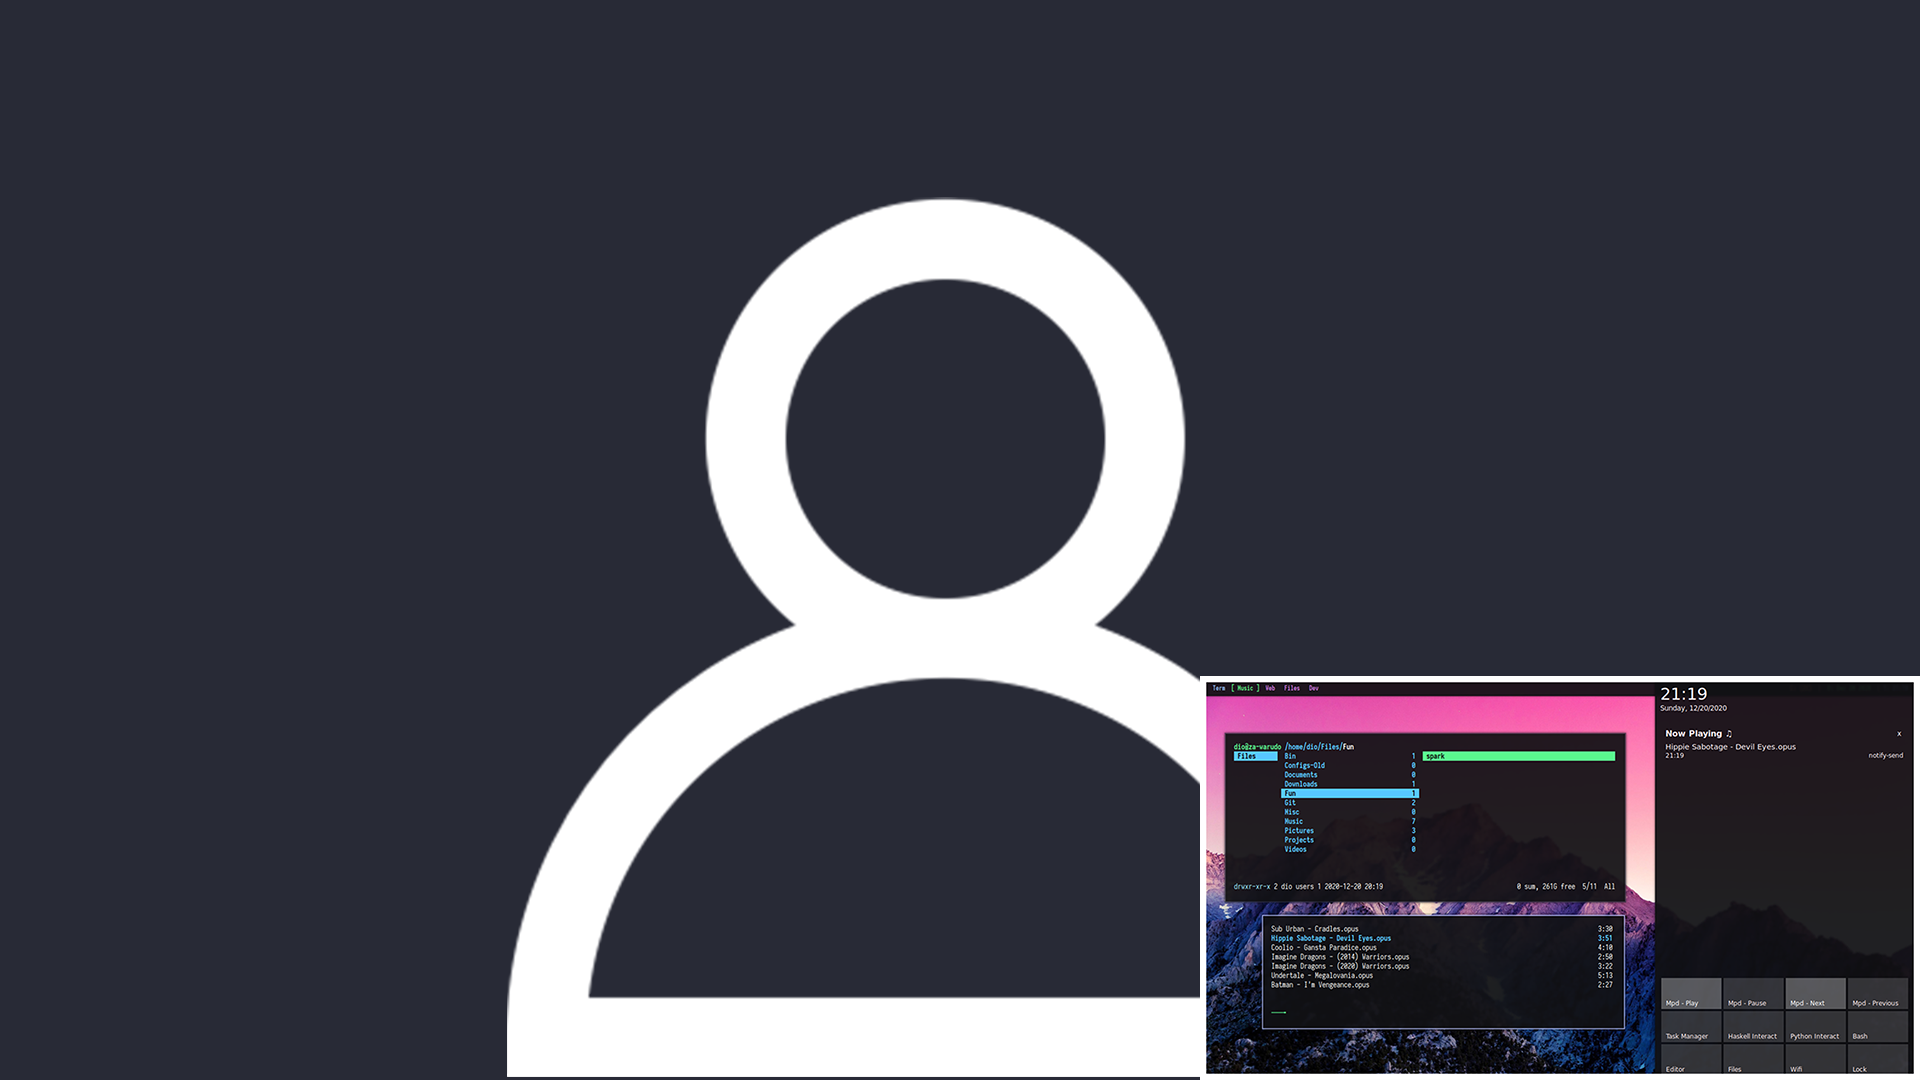 Term [ Music ] Web Files Dev
21:19
Sunday, 12/20/2020
Now Playing ♫ x
Hippie Sabotage - Devil Eyes.opus
21:19 notify-send
dio@za-warudo /home/dio/Files/Fun
Files Bin 1 spark
Configs-Old 0
Documents 0
Downloads 1
Fun 1
Git 2
Misc 0
Music 7
Pictures 3
Projects 0
Videos 0
drwxr-xr-x 2 dio users 1 2020-12-20 20:19 0 sum, 261G free 5/11 All
Sub Urban - Cradles.opus 3:30
Hippie Sabotage - Devil Eyes.opus 3:51
Coolio - Gansta Paradice.opus 4:10
Imagine Dragons - (2014) Warriors.opus 2:50
Imagine Dragons - (2020) Warriors.opus 3:22
Undertale - Megalovania.opus 5:13
Batman - I'm Vengeance.opus 2:27
Mpd - Play Mpd - Pause Mpd - Next Mpd - Previous
Task Manager Haskell Interact Python Interact Bash
Editor Files Wifi Lock